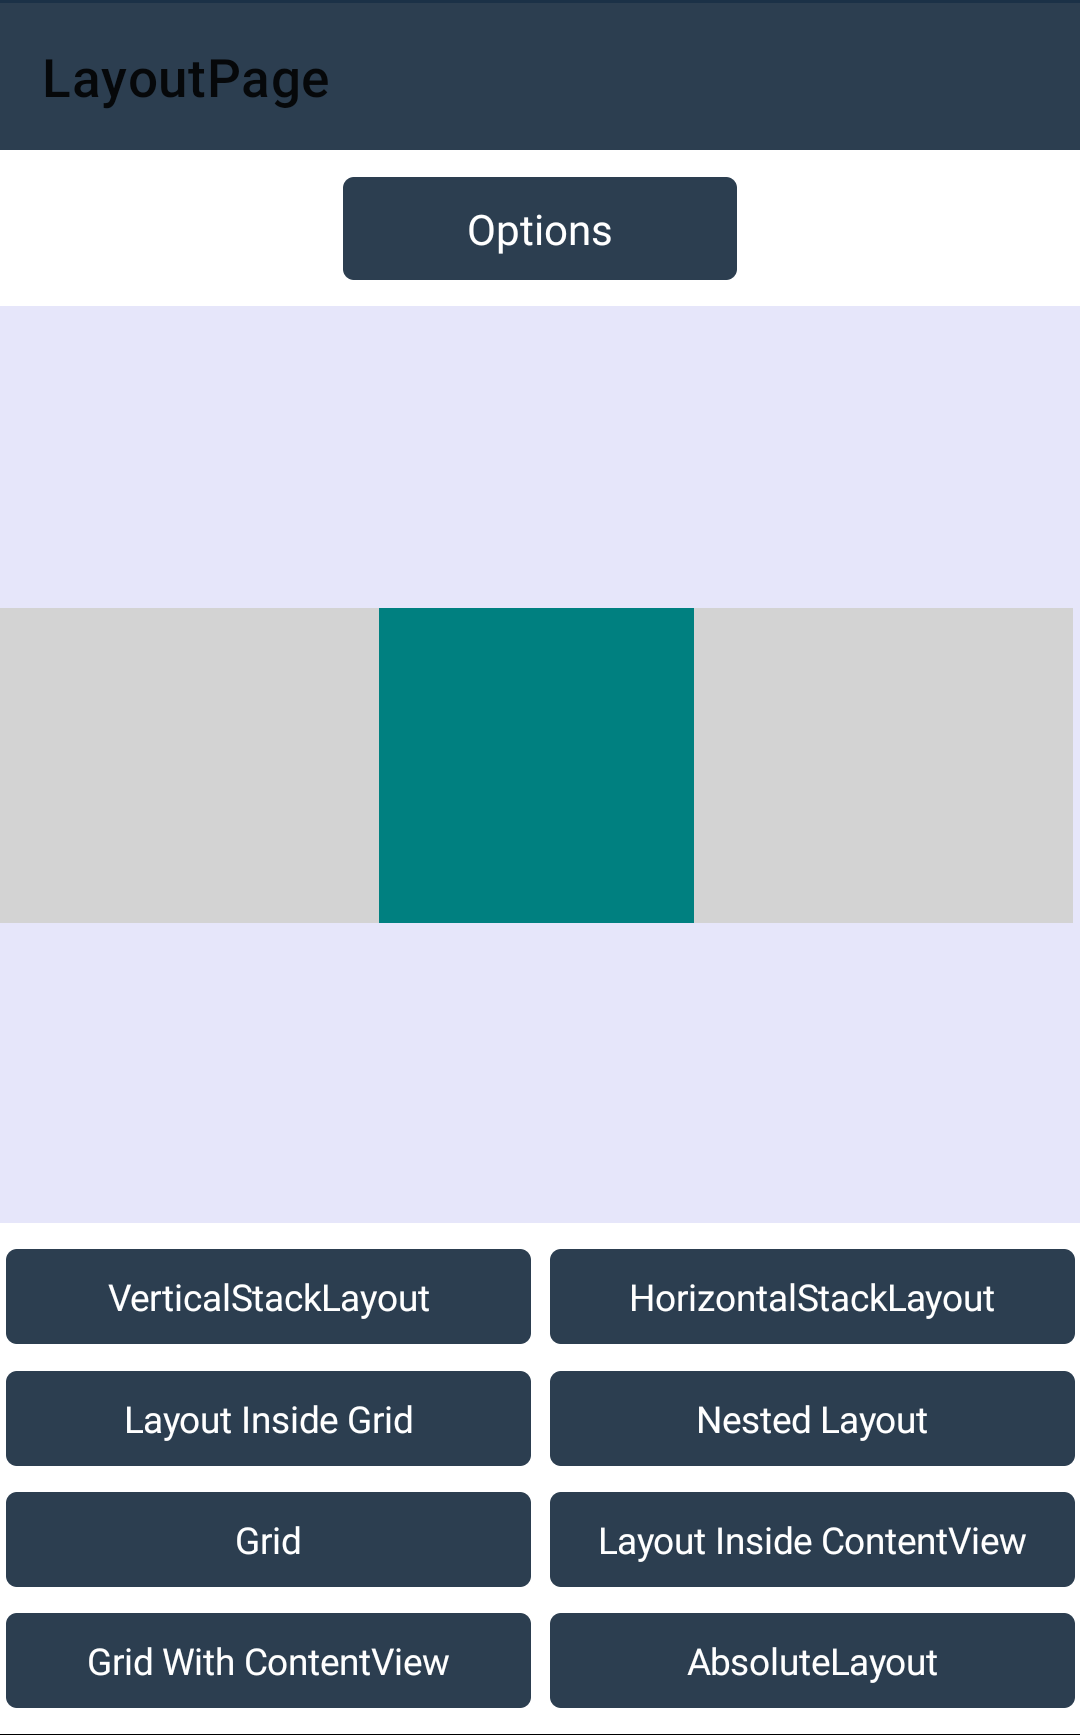 LayoutPage
Options
VerticalStackLayout
HorizontalStackLayout
Layout Inside Grid
Nested Layout
Grid
Layout Inside ContentView
Grid With ContentView
AbsoluteLayout